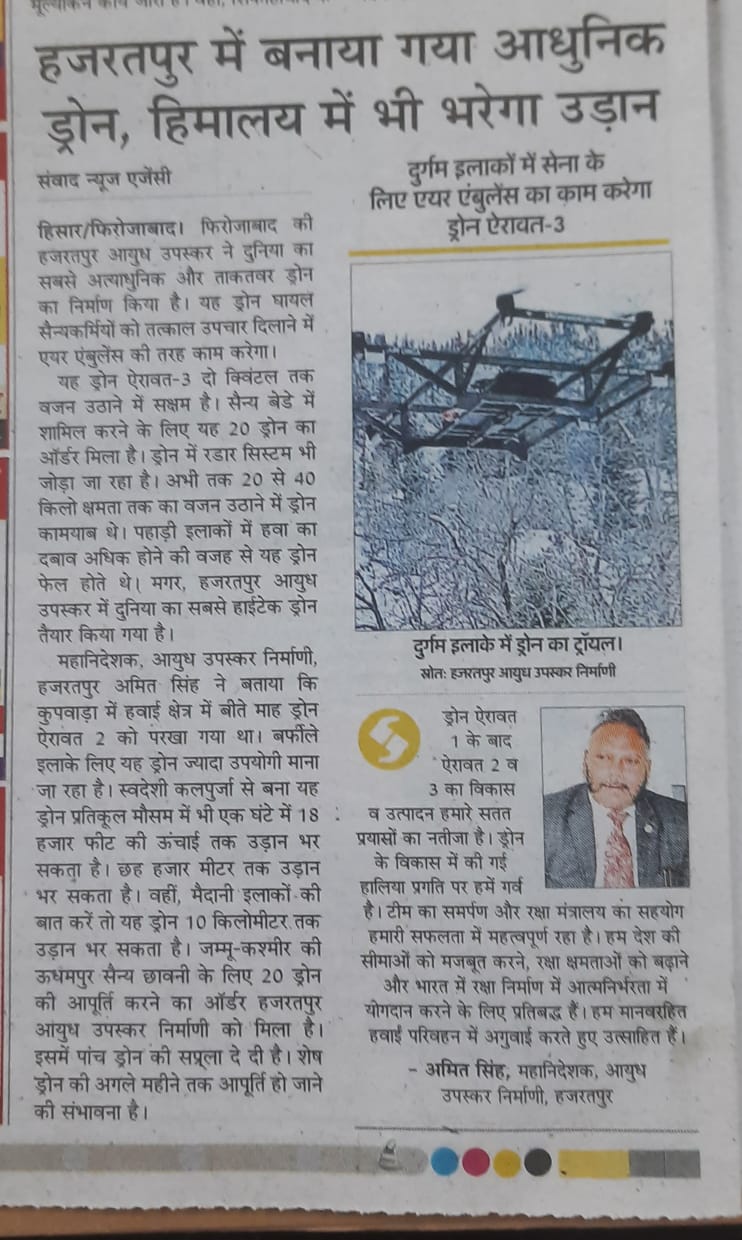 हजरतपुर में बनाया गया आधुनिक
ड्रोन, हिमालय में भी भरेगा उड़ान
संवाद न्यूज एजेंसी
हिसार/फिरोजाबाद। फिरोजाबाद की
हजरतपुर आयुध उपस्कर ने दुनिया का
सबसे अत्याधुनिक और ताकतवर ड्रोन
का निर्माण किया है। यह ड्रोन घायल
सैन्यकर्मियों को तत्काल उपचार दिलाने में
एयर एंबुलेंस की तरह काम करेगा।
यह ड्रोन ऐरावत-3 दो क्विंटल तक
वजन उठाने में सक्षम है। सैन्य बेडे में
शामिल करने के लिए यह 20 ड्रोन का
ऑर्डर मिला है। ड्रोन में रडार सिस्टम भी
जोड़ा जा रहा है। अभी तक 20 से 40
किलो क्षमता तक का वजन उठाने में ड्रोन
कामयाब थे। पहाड़ी इलाकों में हवा का
दबाव अधिक होने की वजह से यह ड्रोन
फेल होते थे। मगर, हजरतपुर आयुध
उपस्कर में दुनिया का सबसे हाईटेक ड्रोन
तैयार किया गया है।
महानिदेशक, आयुध उपस्कर निर्माणी,
हजरतपुर अमित सिंह ने बताया कि
कुपवाड़ा में हवाई क्षेत्र में बीते माह ड्रोन
ऐरावत 2 को परखा गया था। बर्फीले
इलाके लिए यह ड्रोन ज्यादा उपयोगी माना
जा रहा है। स्वदेशी कलपुर्जा से बना यह
ड्रोन प्रतिकूल मौसम में भी एक घंटे में 18
हजार फीट की ऊंचाई तक उड़ान भर
सकता है। छह हजार मीटर तक उड़ान
भर सकता है। वहीं, मैदानी इलाकों की
बात करें तो यह ड्रोन 10 किलोमीटर तक
उड़ान भर सकता है। जम्मू-कश्मीर की
ऊधमपुर सैन्य छावनी के लिए 20 ड्रोन
की आपूर्ति करने का ऑर्डर हजरतपुर
आयुध उपस्कर निर्माणी को मिला है।
इसमें पांच ड्रोन की सप्लूा दे दी है। शेष
ड्रोन की अगले महीने तक आपूर्ति हो जाने
की संभावना है।
दुर्गम इलाकों में सेना के
लिए एयर एंबुलेंस का काम करेगा
ड्रोन ऐरावत-3
दुर्गम इलाके में ड्रोन का ट्रॉयल।
स्रोत: हजरतपुर आयुध उपस्कर निर्माणी
ड्रोन ऐरावत
1 के बाद
ऐरावत 2 व
3 का विकास
व उत्पादन हमारे सतत
प्रयासों का नतीजा है। ड्रोन
के विकास में की गई
हालिया प्रगति पर हमें गर्व
है। टीम का समर्पण और रक्षा मंत्रालय का सहयोग
हमारी सफलता में महत्वपूर्ण रहा है। हम देश की
सीमाओं को मजबूत करने, रक्षा क्षमताओं को बढ़ाने
और भारत में रक्षा निर्माण में आत्मनिर्भरता में
योगदान करने के लिए प्रतिबद्ध हैं। हम मानवरहित
हवाई परिवहन में अगुवाई करते हुए उत्साहित हैं।
- अमित सिंह, महानिदेशक, आयुध
उपस्कर निर्माणी, हजरतपुर